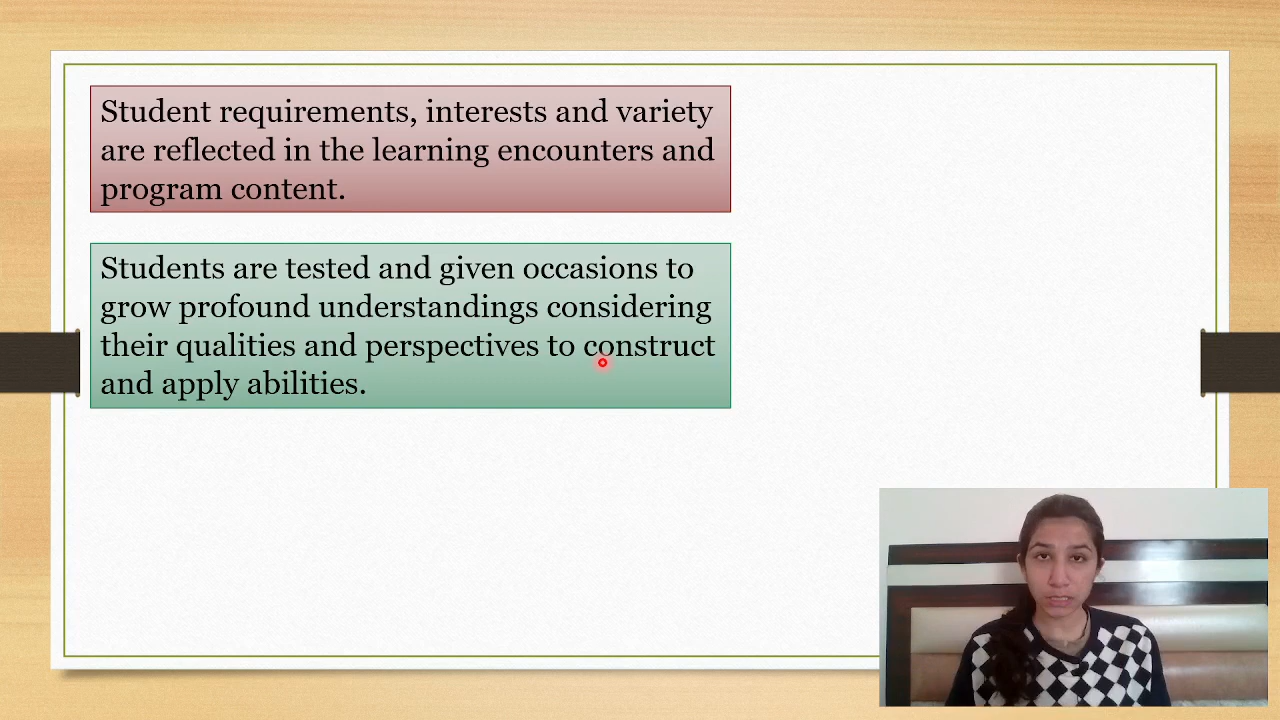 Student requirements, interests and variety
are reflected in the learning encounters and
program content.
Students are tested and given occasions to
grow profound understandings considering
their qualities and perspectives to construct
and apply abilities.